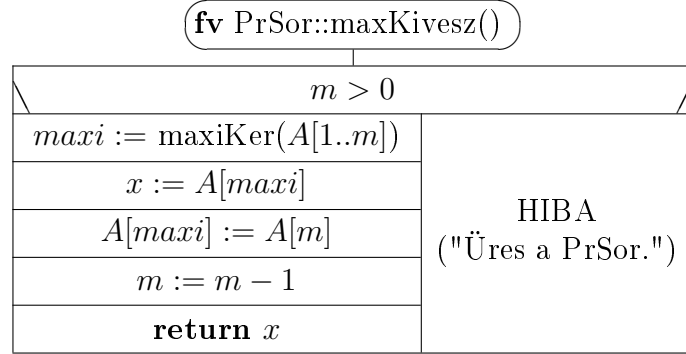 fv PrSor::maxKivesz()
m > 0
maxi := maxiKer(A[1..m])
x := A[maxi]
A[maxi] := A[m]
m := m − 1
return x
HIBA
("Üres a PrSor.")